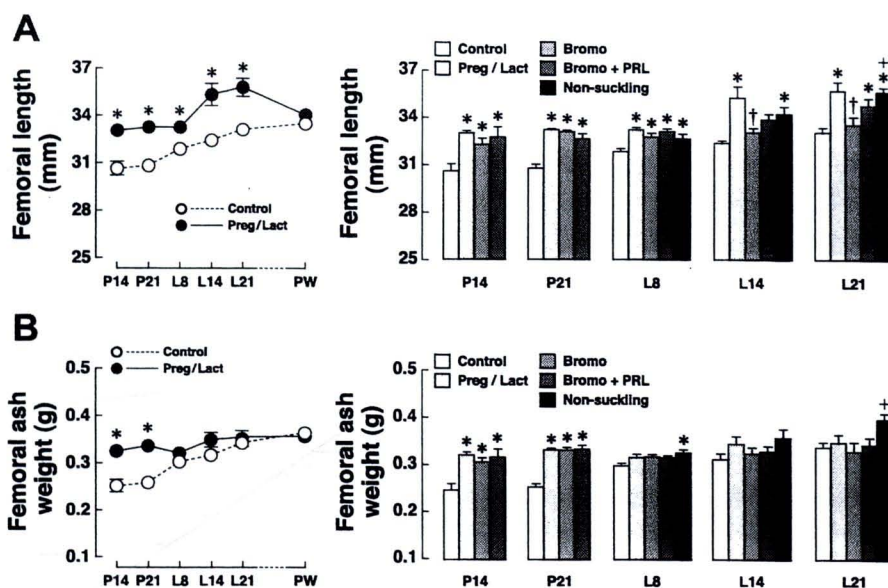 A
Femoral length (mm)
37
34
31
28
24
* * * * *
Control
Preg/Lact
P14 P21 L8 L14 L21 PW
Femoral length (mm)
37
34
31
28
24
Control
Preg / Lact
Bromo
Bromo + PRL
Non-suckling
* * *
* * *
* * * *
* † *
* † * * +
P14 P21 L8 L14 L21
B
Femoral ash weight (g)
0.5
0.4
0.3
0.2
0.1
Control
Preg/Lact
* *
P14 P21 L8 L14 L21 PW
Femoral ash weight (g)
0.5
0.4
0.3
0.2
0.1
Control
Preg / Lact
Bromo
Bromo + PRL
Non-suckling
* * *
* * *
*
+
P14 P21 L8 L14 L21